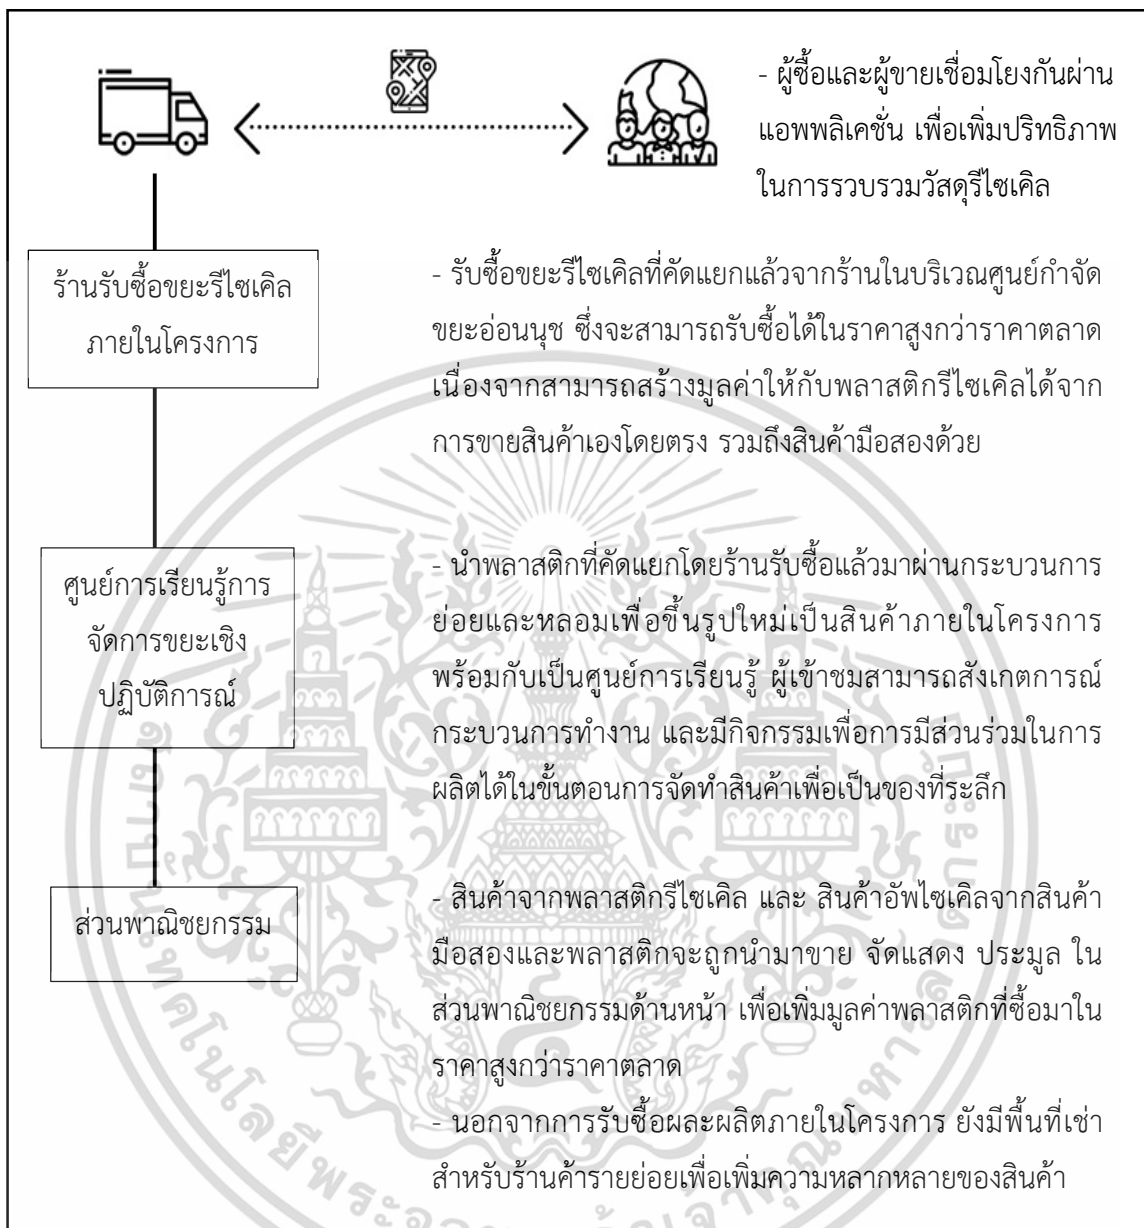 - ผู้ซื้อและผู้ขายเชื่อมโยงกันผ่าน
แอพพลิเคชั่น เพื่อเพิ่มปริทธิภาพ
ในการรวบรวมวัสดุรีไซเคิล
ร้านรับซื้อขยะรีไซเคิล
ภายในโครงการ
- รับซื้อขยะรีไซเคิลที่คัดแยกแล้วจากร้านในบริเวณศูนย์กำจัด
ขยะอ่อนนุช ซึ่งจะสามารถรับซื้อได้ในราคาสูงกว่าราคาตลาด
เนื่องจากสามารถสร้างมูลค่าให้กับพลาสติกรีไซเคิลได้จาก
การขายสินค้าเองโดยตรง รวมถึงสินค้ามือสองด้วย
ศูนย์การเรียนรู้การ
จัดการขยะเชิง
ปฏิบัติการณ์
- นำพลาสติกที่คัดแยกโดยร้านรับซื้อแล้วมาผ่านกระบวนการ
ย่อยและหลอมเพื่อขึ้นรูปใหม่เป็นสินค้าภายในโครงการ
พร้อมกับเป็นศูนย์การเรียนรู้ ผู้เข้าชมสามารถสังเกตการณ์
กระบวนการทำงาน และมีกิจกรรมเพื่อการมีส่วนร่วมในการ
ผลิตได้ในขั้นตอนการจัดทำสินค้าเพื่อเป็นของที่ระลึก
ส่วนพาณิชยกรรม
- สินค้าจากพลาสติกรีไซเคิล และ สินค้าอัพไซเคิลจากสินค้า
มือสองและพลาสติกจะถูกนำมาขาย จัดแสดง ประมูล ใน
ส่วนพาณิชยกรรมด้านหน้า เพื่อเพิ่มมูลค่าพลาสติกที่ซื้อมาใน
ราคาสูงกว่าราคาตลาด
- นอกจากการรับซื้อผละผลิตภายในโครงการ ยังมีพื้นที่เช่า
สำหรับร้านค้ารายย่อยเพื่อเพิ่มความหลากหลายของสินค้า